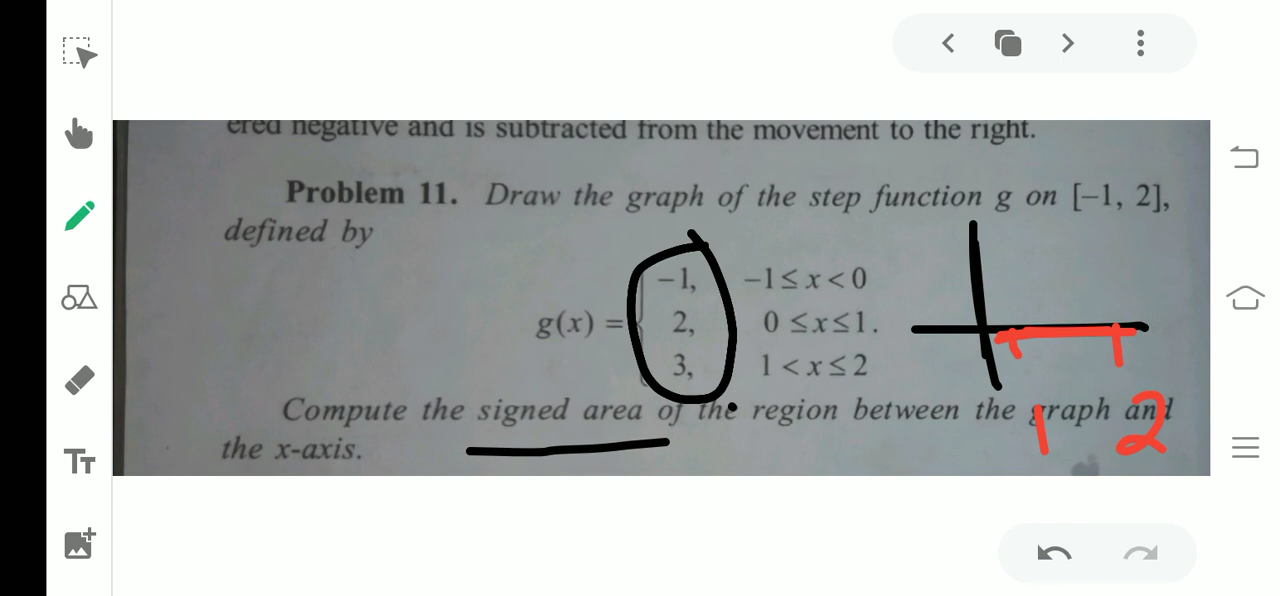 ered negative and is subtracted from the movement to the right.
Problem 11. Draw the graph of the step function g on [−1, 2],
defined by
−1, −1 ≤ x < 0
g(x) = { 2, 0 ≤ x ≤ 1.
3, 1 < x ≤ 2
Compute the signed area of the region between the graph and
the x-axis.
1 2
Tт